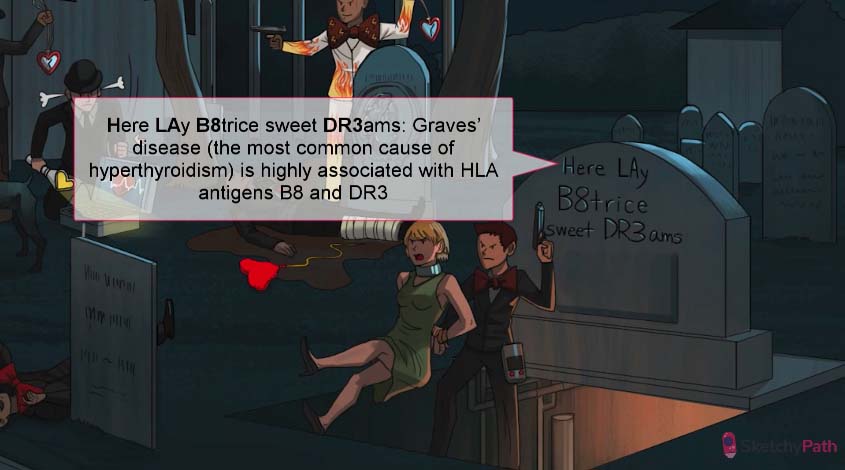 Here LAy B8trice sweet DR3ams: Graves’
disease (the most common cause of
hyperthyroidism) is highly associated with HLA
antigens B8 and DR3
Here LAy
B8trice
sweet DR3ams
SketchyPath